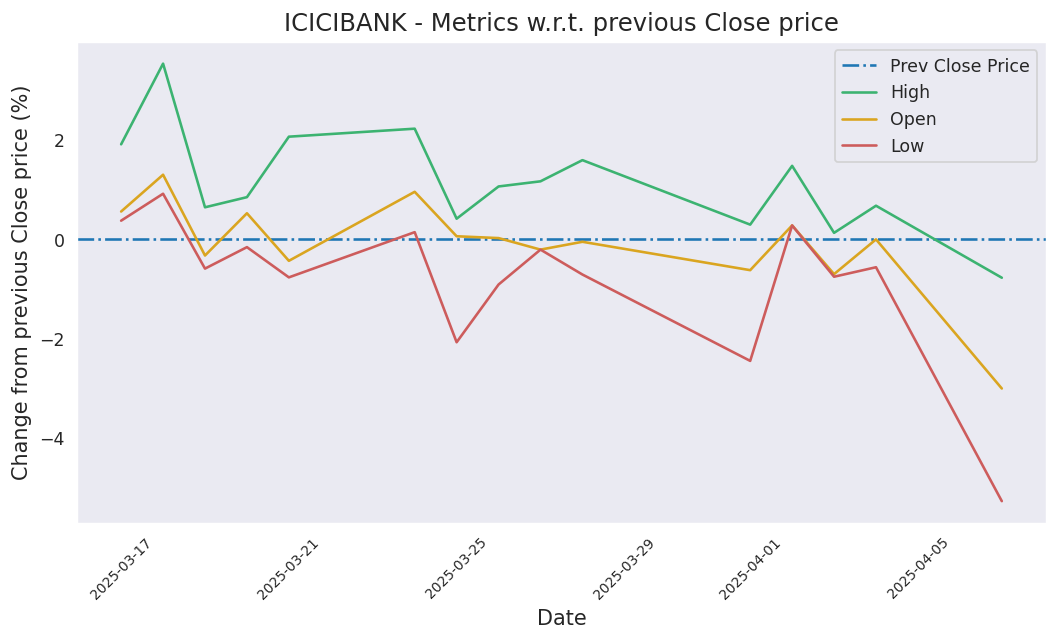 ICICIBANK - Metrics w.r.t. previous Close price
Change from previous Close price (%)
2
0
−2
−4
Prev Close Price
High
Open
Low
2025-03-17
2025-03-21
2025-03-25
2025-03-29
2025-04-01
2025-04-05
Date